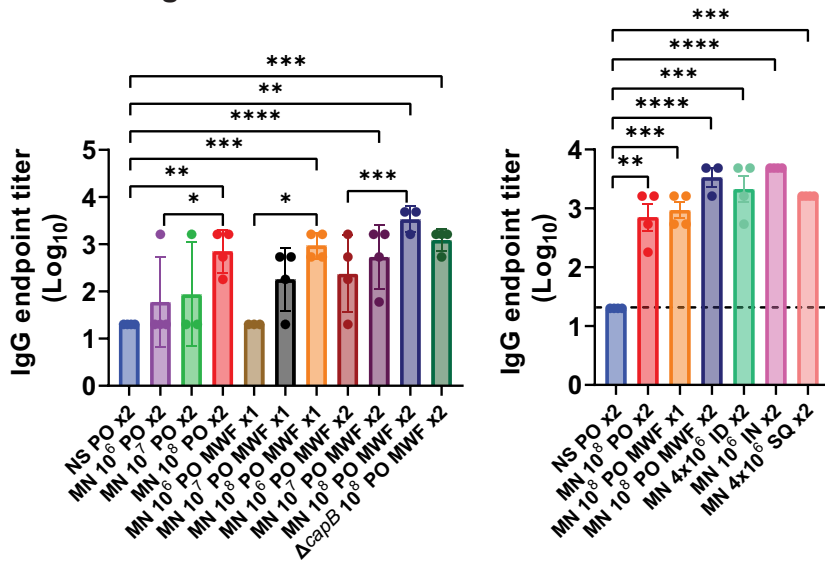 ***
**
****
***
**
*
*
***
IgG endpoint titer
(Log10)
5
4
3
2
1
0
NS PO x2
MN 10^6 PO x2
MN 10^7 PO x2
MN 10^8 PO x2
MN 10^6 PO MWF x1
MN 10^7 PO MWF x1
MN 10^8 PO MWF x1
MN 10^6 PO MWF x2
MN 10^7 PO MWF x2
MN 10^8 PO MWF x2
ΔcapB 10^8 PO MWF x2
***
****
***
****
***
**
IgG endpoint titer
(Log10)
4
3
2
1
0
NS PO x2
MN 10^8 PO x2
MN 10^8 PO MWF x1
MN 10^8 PO MWF x2
MN 4x10^6 ID x2
MN 10^6 IN x2
MN 4x10^6 SQ x2